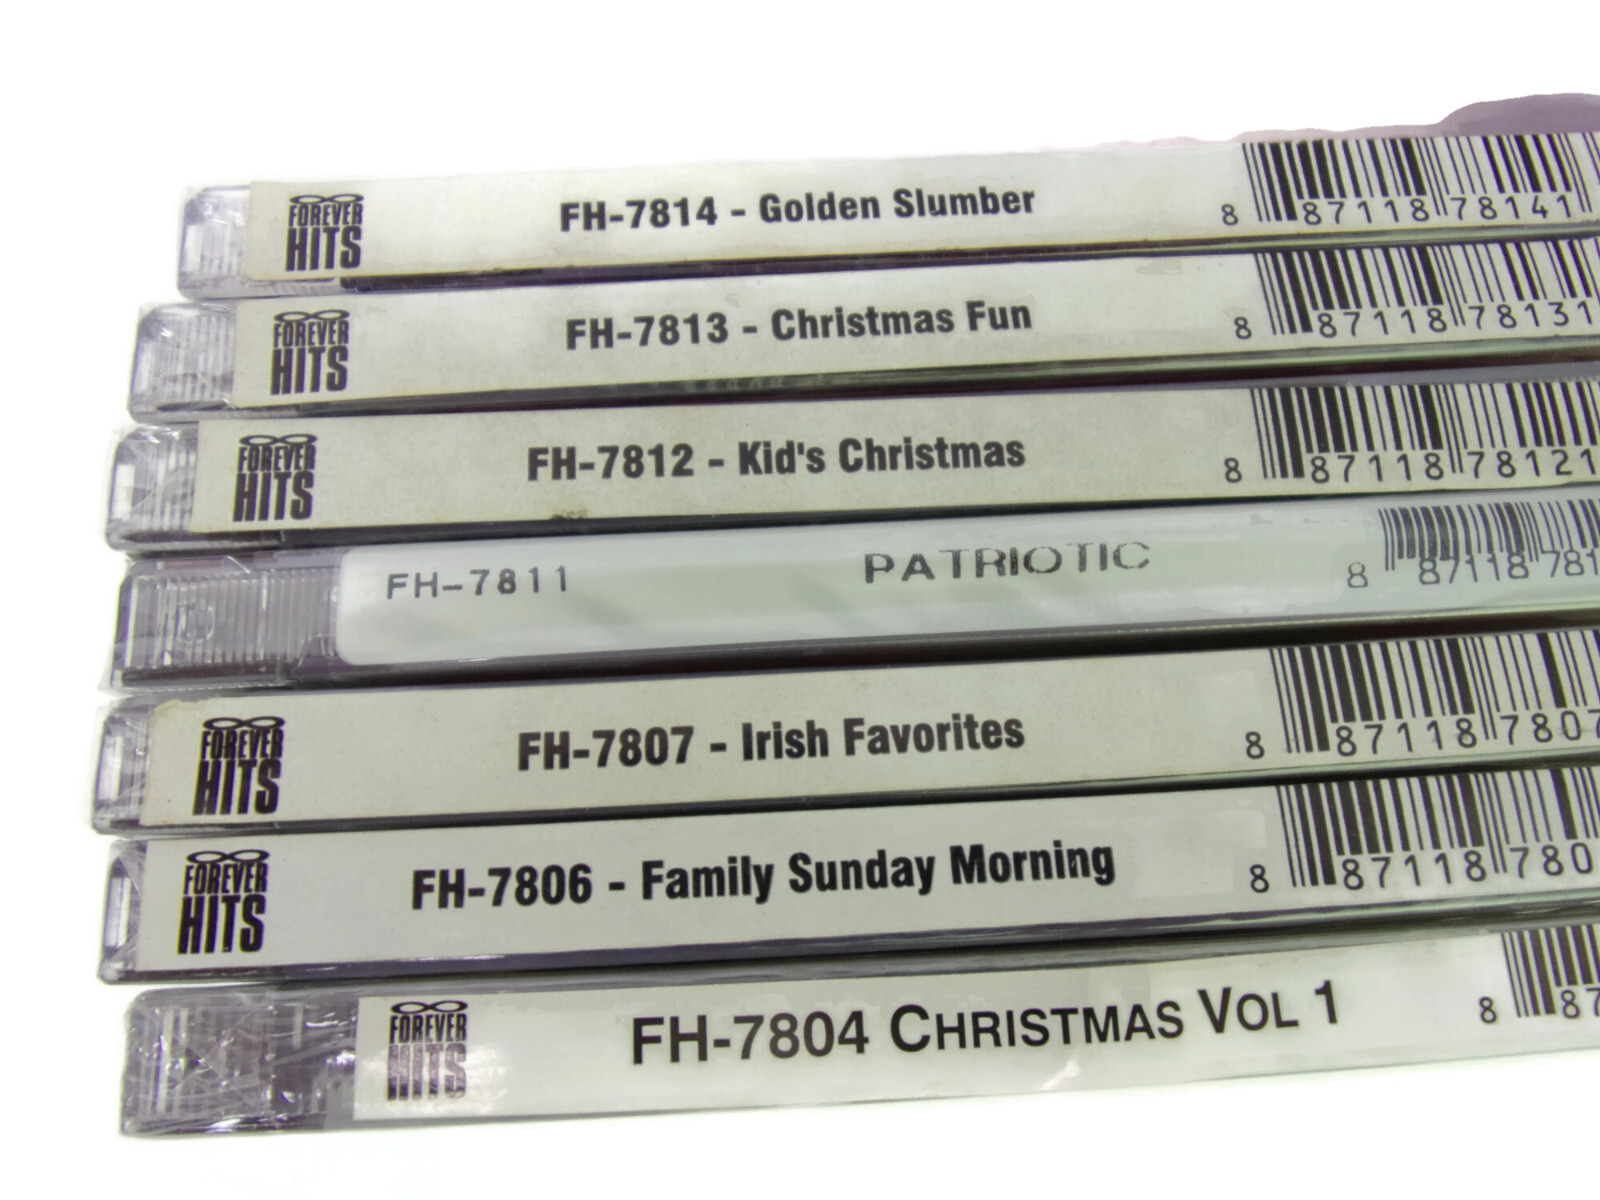 FOREVER
HITS
FH-7814 - Golden Slumber
8 87118 78141
FOREVER
HITS
FH-7813 - Christmas Fun
8 87118 78131
FOREVER
HITS
FH-7812 - Kid's Christmas
8 87118 78121
FH-7811
PATRIOTIC
8 87118 781
FOREVER
HITS
FH-7807 - Irish Favorites
8 87118 7807
FOREVER
HITS
FH-7806 - Family Sunday Morning
8 87118 780
FOREVER
HITS
FH-7804 CHRISTMAS VOL 1
8 87